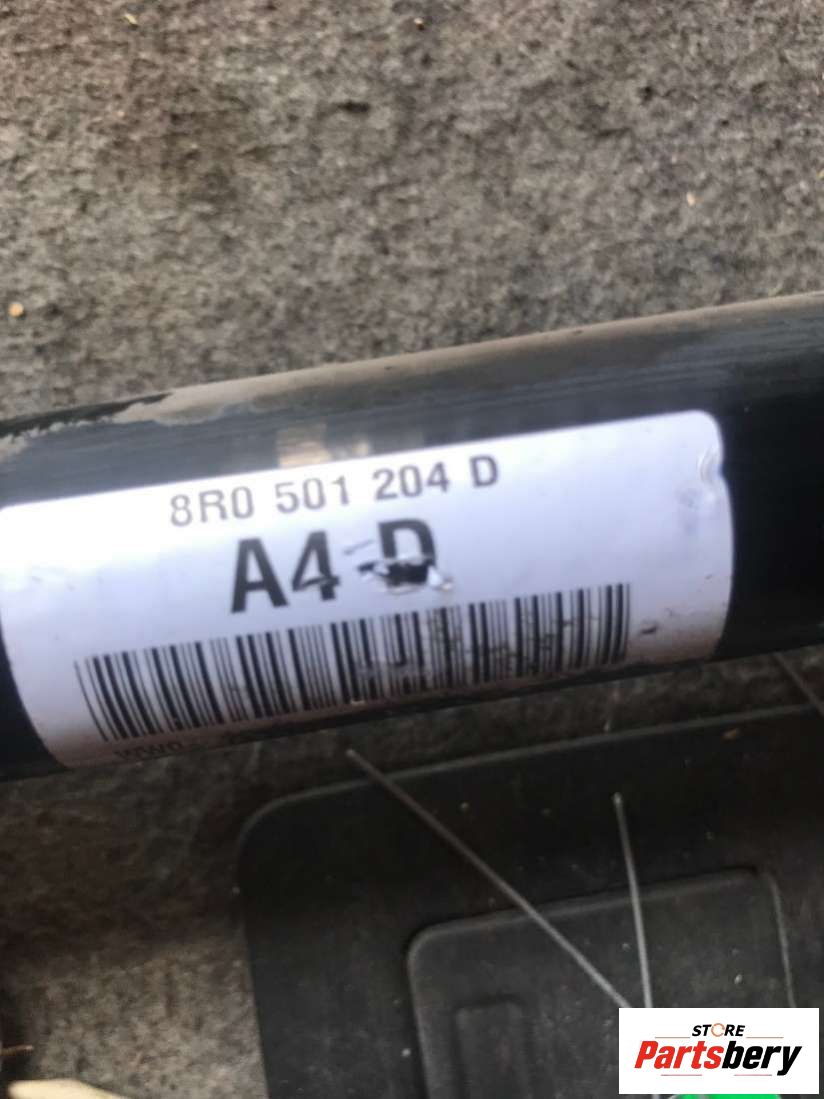 8R0 501 204 D
A4 D
STORE
Partsbery